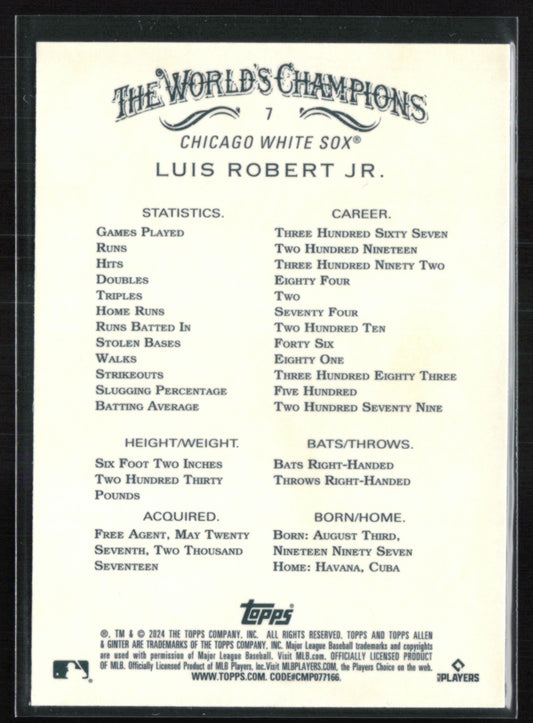 THE WORLD'S CHAMPIONS
7
CHICAGO WHITE SOX®
LUIS ROBERT JR.
STATISTICS. CAREER.
GAMES PLAYED THREE HUNDRED SIXTY SEVEN
RUNS TWO HUNDRED NINETEEN
HITS THREE HUNDRED NINETY TWO
DOUBLES EIGHTY FOUR
TRIPLES TWO
HOME RUNS SEVENTY FOUR
RUNS BATTED IN TWO HUNDRED TEN
STOLEN BASES FORTY SIX
WALKS EIGHTY ONE
STRIKEOUTS THREE HUNDRED EIGHTY THREE
SLUGGING PERCENTAGE FIVE HUNDRED
BATTING AVERAGE TWO HUNDRED SEVENTY NINE
HEIGHT/WEIGHT.
SIX FOOT TWO INCHES
TWO HUNDRED THIRTY
POUNDS
BATS/THROWS.
BATS RIGHT-HANDED
THROWS RIGHT-HANDED
ACQUIRED.
FREE AGENT, MAY TWENTY
SEVENTH, TWO THOUSAND
SEVENTEEN
BORN/HOME.
BORN: AUGUST THIRD,
NINETEEN NINETY SEVEN
HOME: HAVANA, CUBA
Topps®
®, TM & © 2024 THE TOPPS COMPANY, INC. ALL RIGHTS RESERVED. TOPPS AND TOPPS ALLEN
& GINTER ARE TRADEMARKS OF THE TOPPS COMPANY, INC. Major League Baseball trademarks and copyrights
are used with permission of Major League Baseball. Visit MLB.com. OFFICIALLY LICENSED PRODUCT
OF MLB. Officially Licensed Product of MLB Players, Inc.Visit MLBPLAYERS.com, the Players Choice on the web.
WWW.TOPPS.COM. CODE#CMP077166.
PLAYERS